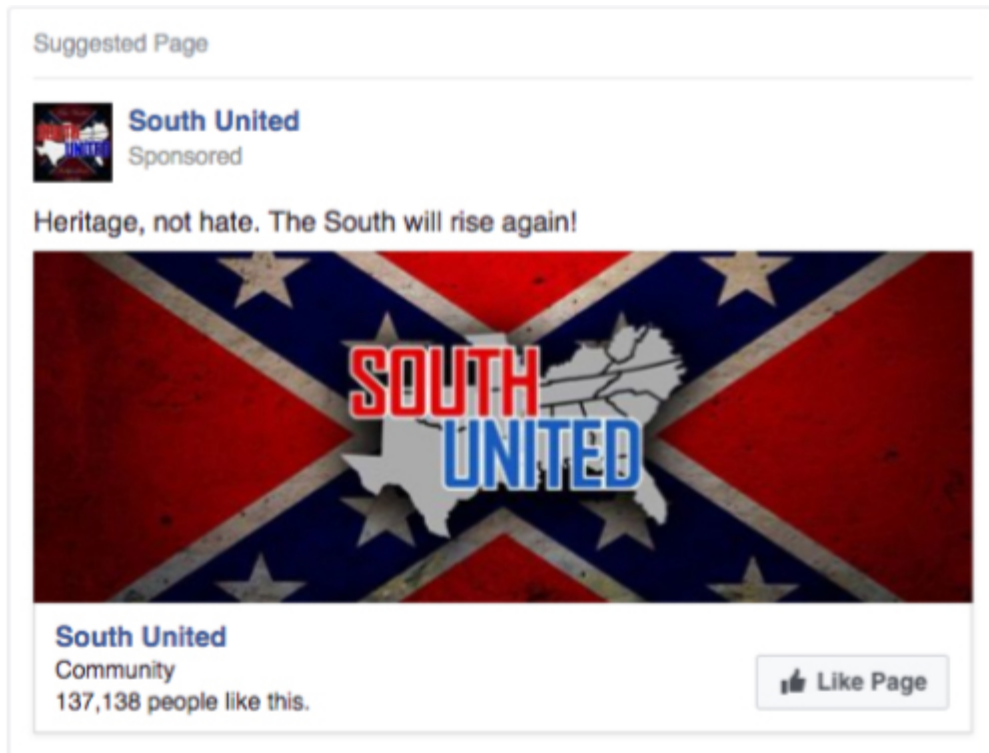 Suggested Page
South United
Sponsored
Heritage, not hate. The South will rise again!
SOUTH
UNITED
South United
Community
137,138 people like this.
Like Page